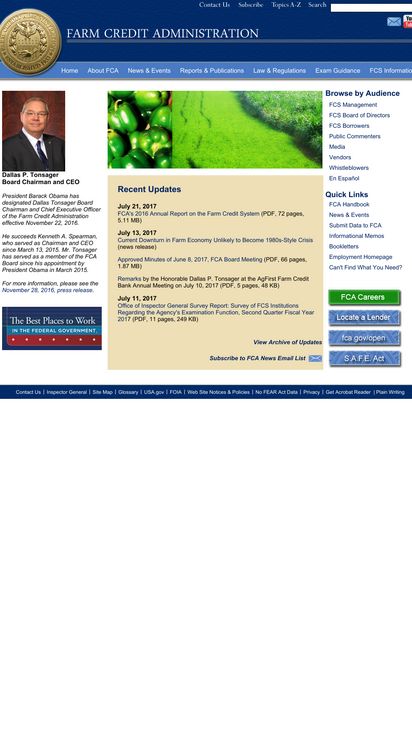 Contact Us Subscribe Topics A-Z Search
FARM CREDIT ADMINISTRATION
Home About FCA News & Events Reports & Publications Law & Regulations Exam Guidance FCS Informatio
Dallas P. Tonsager
Board Chairman and CEO
President Barack Obama has
designated Dallas Tonsager Board
Chairman and Chief Executive Officer
of the Farm Credit Administration
effective November 22, 2016.
He succeeds Kenneth A. Spearman,
who served as Chairman and CEO
since March 13, 2015. Mr. Tonsager
has served as a member of the FCA
Board since his appointment by
President Obama in March 2015.
For more information, please see the
November 28, 2016, press release.
The Best Places to Work
IN THE FEDERAL GOVERNMENT
Recent Updates
July 21, 2017
FCA's 2016 Annual Report on the Farm Credit System (PDF, 72 pages,
5.11 MB)
July 13, 2017
Current Downturn in Farm Economy Unlikely to Become 1980s-Style Crisis
(news release)
Approved Minutes of June 8, 2017, FCA Board Meeting (PDF, 66 pages,
1.87 MB)
Remarks by the Honorable Dallas P. Tonsager at the AgFirst Farm Credit
Bank Annual Meeting on July 10, 2017 (PDF, 5 pages, 48 KB)
July 11, 2017
Office of Inspector General Survey Report: Survey of FCS Institutions
Regarding the Agency's Examination Function, Second Quarter Fiscal Year
2017 (PDF, 11 pages, 249 KB)
View Archive of Updates
Subscribe to FCA News Email List
Browse by Audience
FCS Management
FCS Board of Directors
FCS Borrowers
Public Commenters
Media
Vendors
Whistleblowers
En Español
Quick Links
FCA Handbook
News & Events
Submit Data to FCA
Informational Memos
Bookletters
Employment Homepage
Can't Find What You Need?
FCA Careers
Locate a Lender
fca.gov/open
S.A.F.E. Act
Contact Us | Inspector General | Site Map | Glossary | USA.gov | FOIA | Web Site Notices & Policies | No FEAR Act Data | Privacy | Get Acrobat Reader | Plain Writing